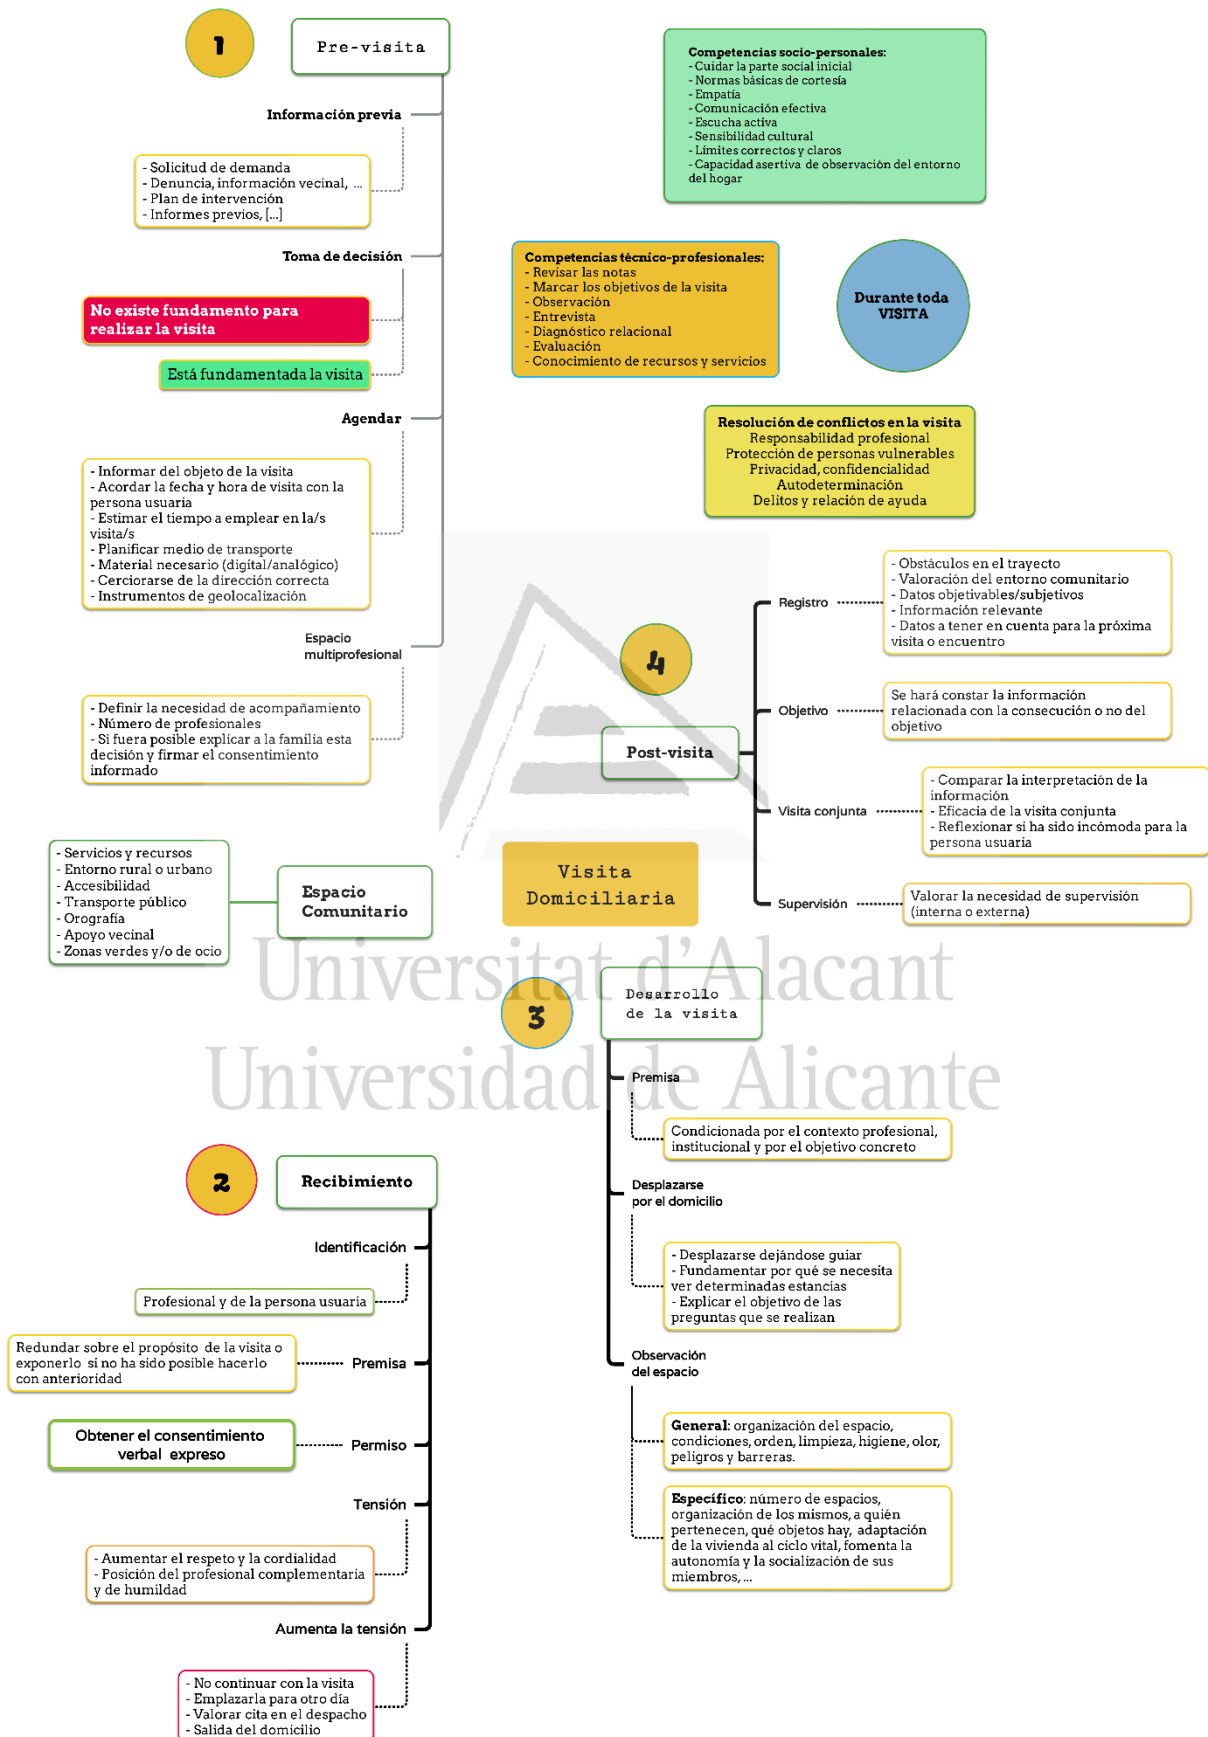 1
Pre-visita
Información previa
- Solicitud de demanda
- Denuncia, información vecinal, ...
- Plan de intervención
- Informes previos, [...]
Toma de decisión
No existe fundamento para
realizar la visita
Está fundamentada la visita
Agendar
- Informar del objeto de la visita
- Acordar la fecha y hora de visita con la
persona usuaria
- Estimar el tiempo a emplear en la/s
visita/s
- Planificar medio de transporte
- Material necesario (digital/analógico)
- Cerciorarse de la dirección correcta
- Instrumentos de geolocalización
Espacio
multiprofesional
- Definir la necesidad de acompañamiento
- Número de profesionales
- Si fuera posible explicar a la familia esta
decisión y firmar el consentimiento
informado
Competencias socio-personales:
- Cuidar la parte social inicial
- Normas básicas de cortesía
- Empatía
- Comunicación efectiva
- Escucha activa
- Sensibilidad cultural
- Límites correctos y claros
- Capacidad asertiva de observación del entorno
del hogar
Competencias técnico-profesionales:
- Revisar las notas
- Marcar los objetivos de la visita
- Observación
- Entrevista
- Diagnóstico relacional
- Evaluación
- Conocimiento de recursos y servicios
Durante toda
VISITA
Resolución de conflictos en la visita
Responsabilidad profesional
Protección de personas vulnerables
Privacidad, confidencialidad
Autodeterminación
Delitos y relación de ayuda
4
Post-visita
Registro
- Obstáculos en el trayecto
- Valoración del entorno comunitario
- Datos objetivables/subjetivos
- Información relevante
- Datos a tener en cuenta para la próxima
visita o encuentro
Objetivo
Se hará constar la información
relacionada con la consecución o no del
objetivo
Visita conjunta
- Comparar la interpretación de la
información
- Eficacia de la visita conjunta
- Reflexionar si ha sido incómoda para la
persona usuaria
Supervisión
Valorar la necesidad de supervisión
(interna o externa)
- Servicios y recursos
- Entorno rural o urbano
- Accesibilidad
- Transporte público
- Orografía
- Apoyo vecinal
- Zonas verdes y/o de ocio
Espacio
Comunitario
Visita
Domiciliaria
Universitat d'Alacant
Universidad de Alicante
3
Desarrollo
de la visita
Premisa
Condicionada por el contexto profesional,
institucional y por el objetivo concreto
Desplazarse
por el domicilio
- Desplazarse dejándose guiar
- Fundamentar por qué se necesita
ver determinadas estancias
- Explicar el objetivo de las
preguntas que se realizan
Observación
del espacio
General: organización del espacio,
condiciones, orden, limpieza, higiene, olor,
peligros y barreras.
Específico: número de espacios,
organización de los mismos, a quién
pertenecen, qué objetos hay, adaptación
de la vivienda al ciclo vital, fomenta la
autonomía y la socialización de sus
miembros, ...
2
Recibimiento
Identificación
Profesional y de la persona usuaria
Premisa
Redundar sobre el propósito de la visita o
exponerlo si no ha sido posible hacerlo
con anterioridad
Permiso
Obtener el consentimiento
verbal expreso
Tensión
- Aumentar el respeto y la cordialidad
- Posición del profesional complementaria
y de humildad
Aumenta la tensión
- No continuar con la visita
- Emplazarla para otro día
- Valorar cita en el despacho
- Salida del domicilio